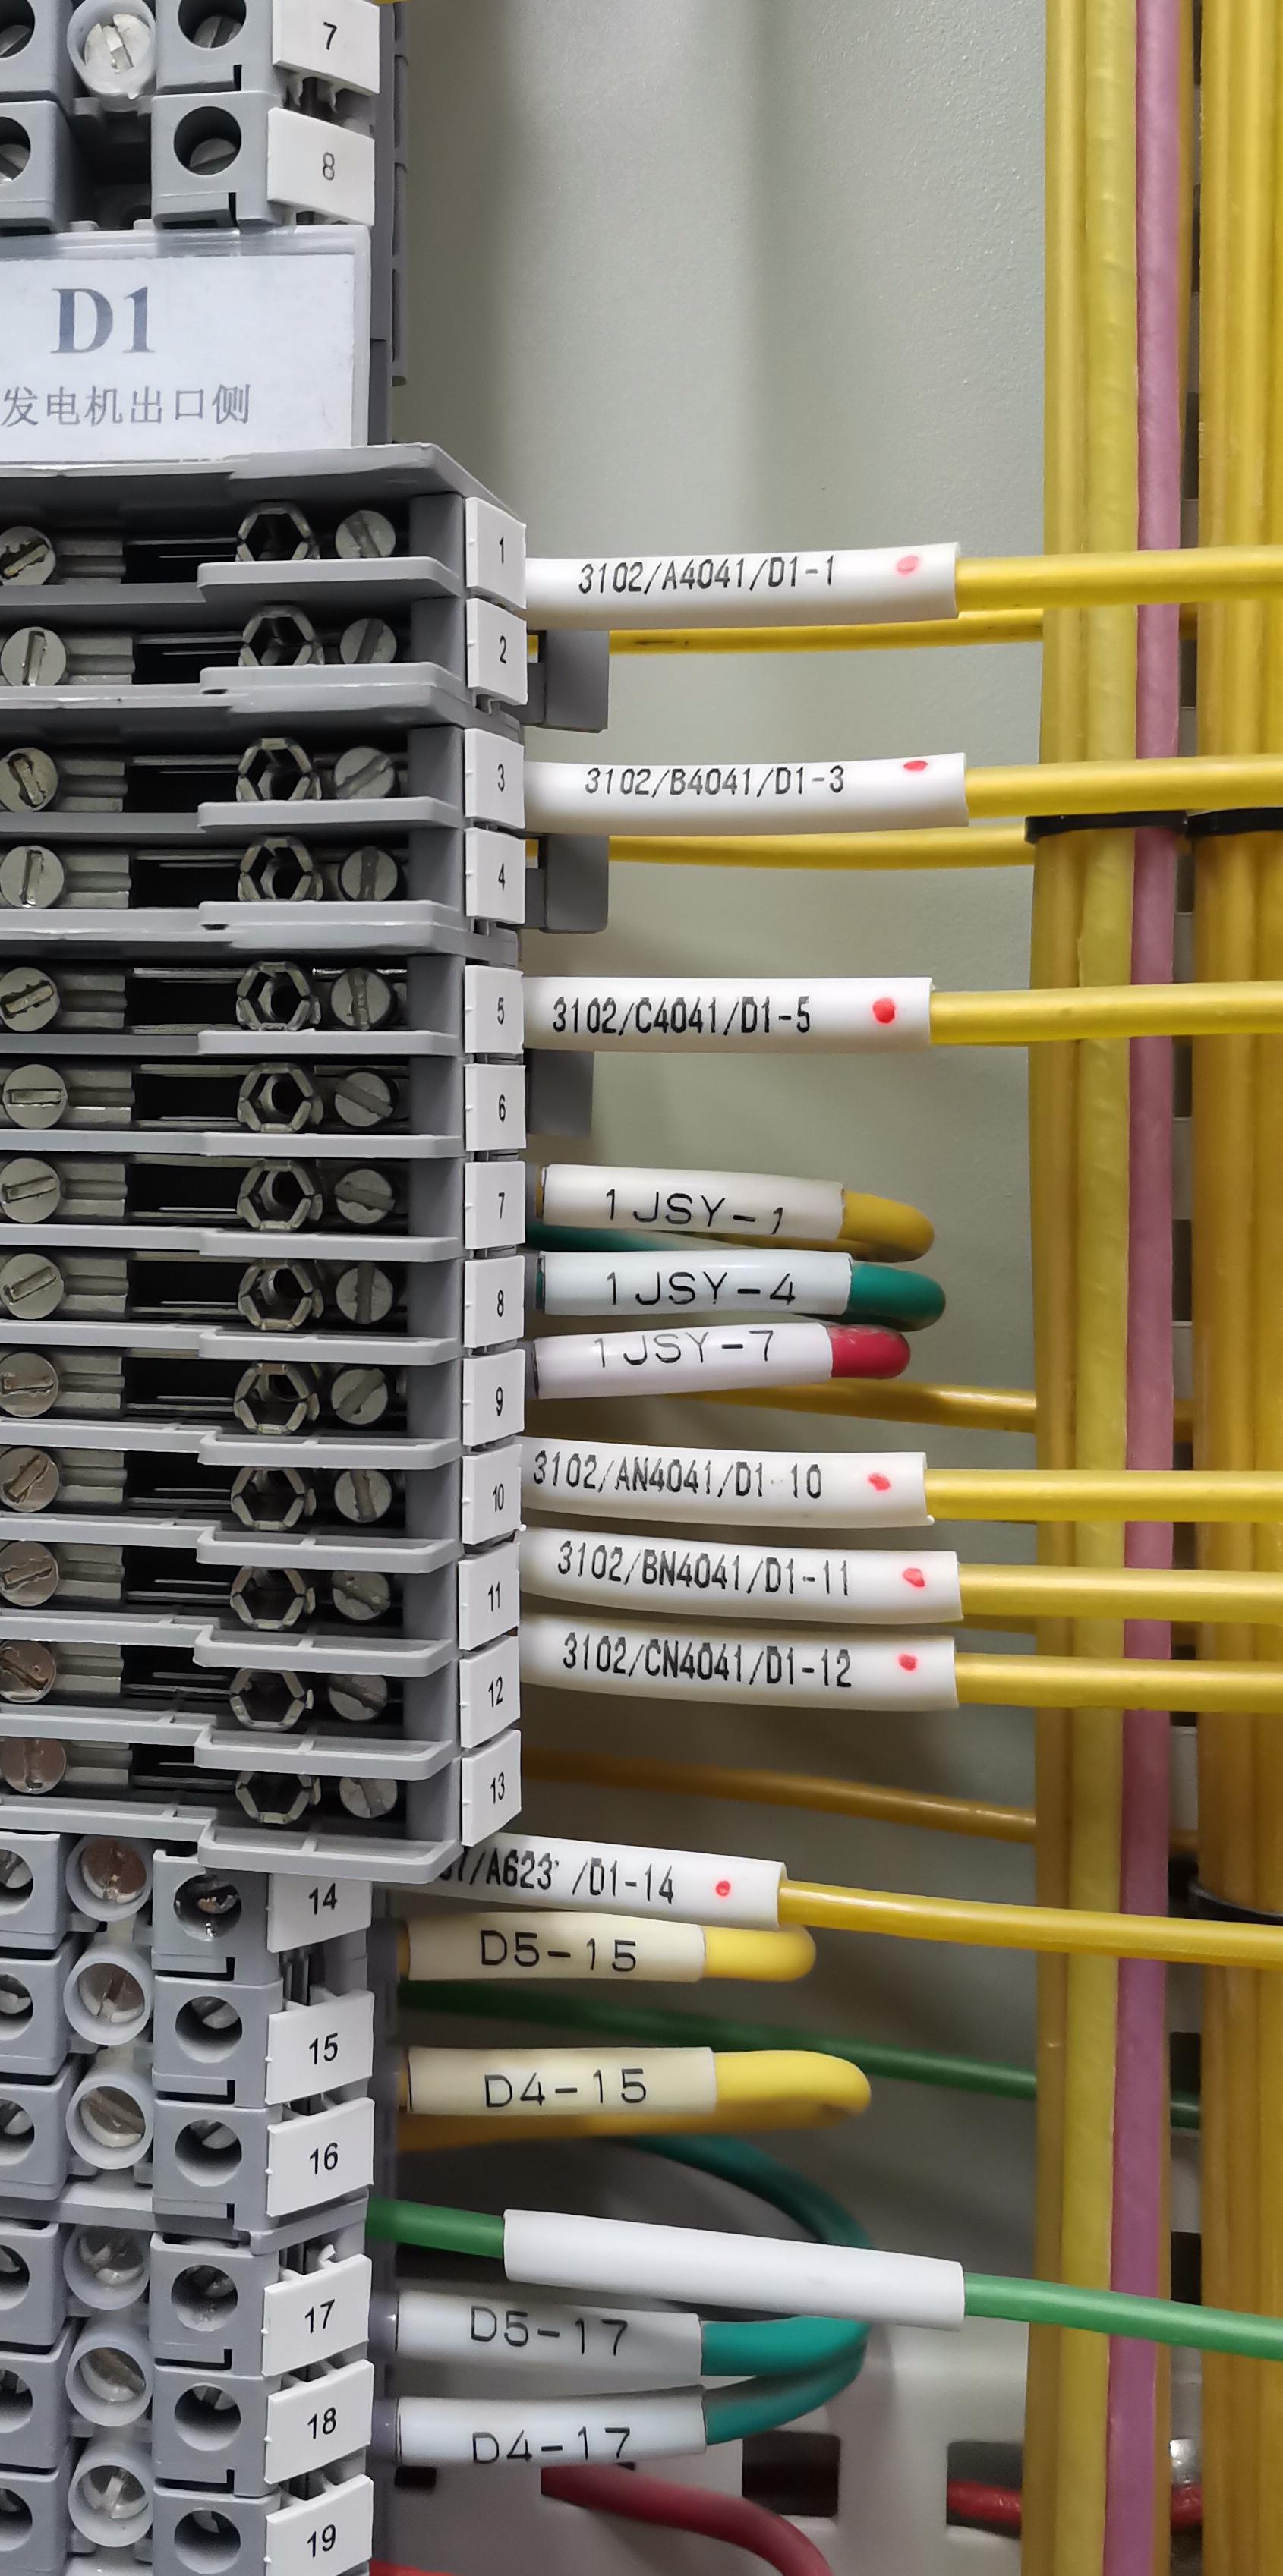 7
8
D1
发电机出口侧
1
3102/A4041/D1-1
2
3
3102/B4041/D1-3
4
5
3102/C4041/D1-5
6
7
1JSY-1
8
1JSY-4
1JSY-7
9
10
3102/AN4041/D1-10
11
3102/BN4041/D1-11
12
3102/CN4041/D1-12
13
14
/D1-14
D5-15
15
D4-15
16
17
D5-17
18
D4-17
19